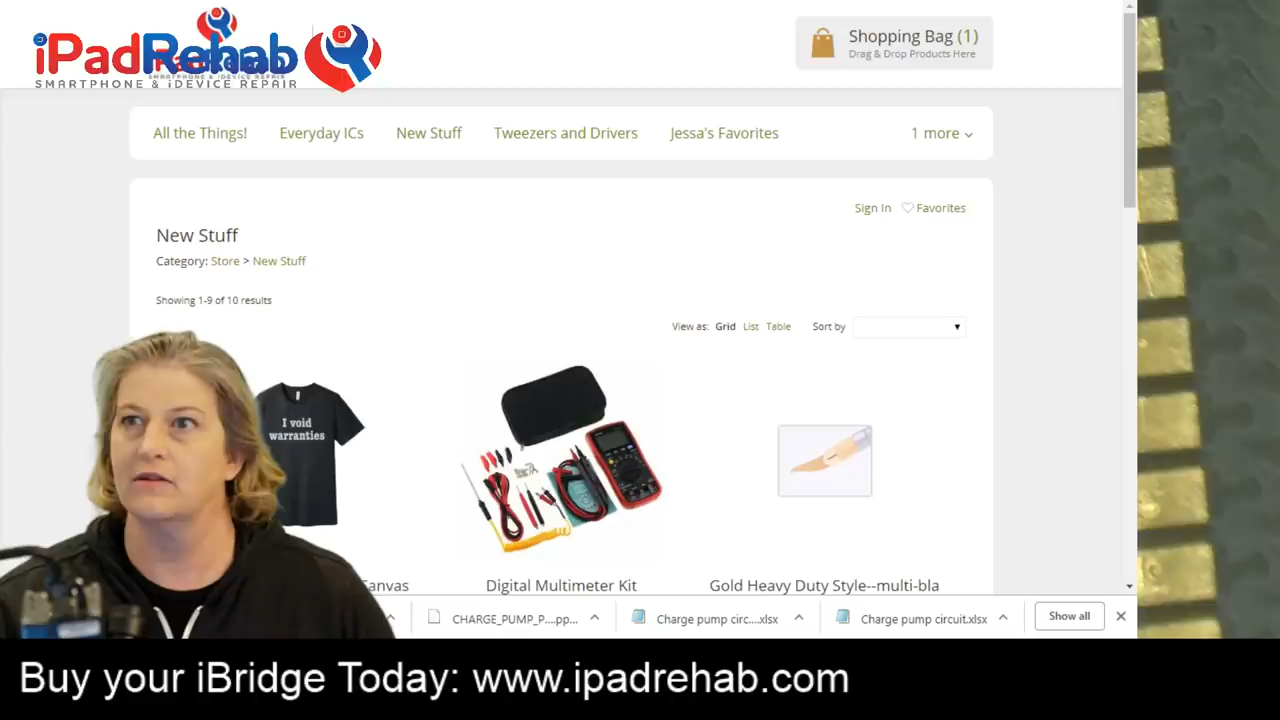 iPadRehab
SMARTPHONE & iDEVICE REPAIR
Shopping Bag (1)
Drag & Drop Products Here
All the Things!
Everyday ICs
New Stuff
Tweezers and Drivers
Jessa's Favorites
1 more
Sign In
Favorites
New Stuff
Category: Store > New Stuff
Showing 1-9 of 10 results
View as: Grid List Table
Sort by
I void
warranties
Canvas
Digital Multimeter Kit
Gold Heavy Duty Style--multi-bla
CHARGE_PUMP_P....pp...
Charge pump circ....xlsx
Charge pump circuit.xlsx
Show all
Buy your iBridge Today: www.ipadrehab.com